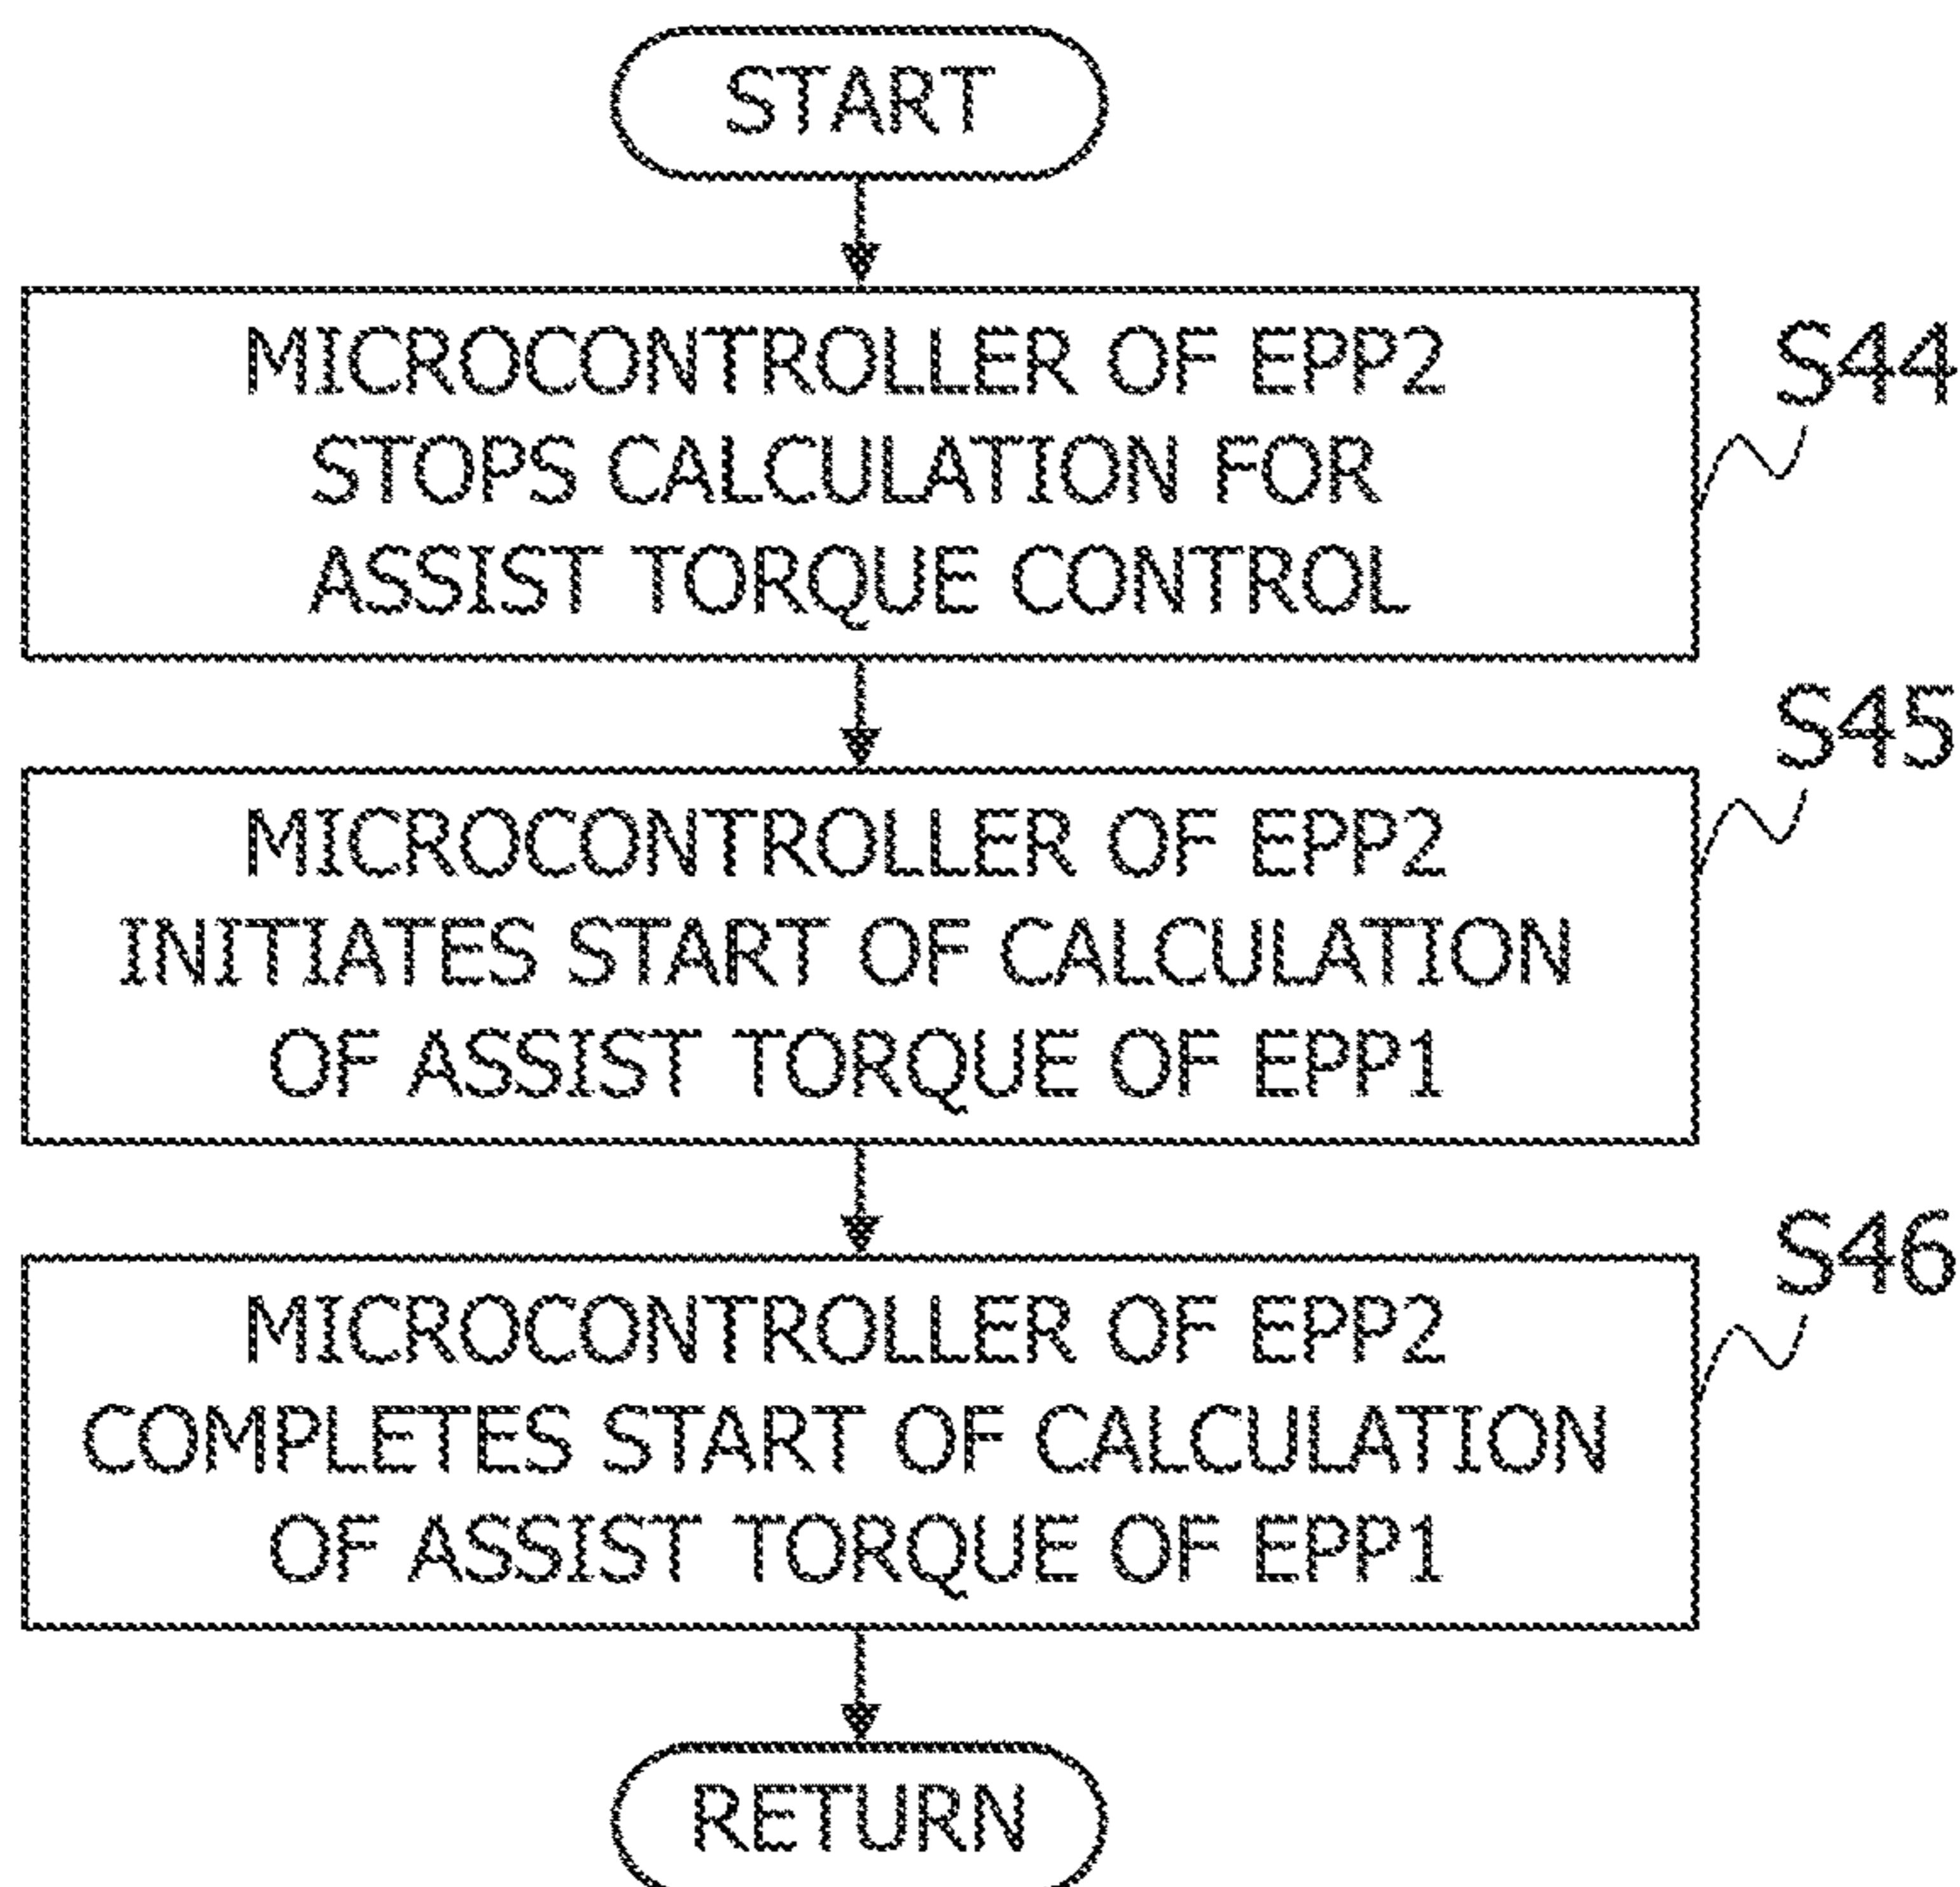 START
MICROCONTROLLER OF EPP2
STOPS CALCULATION FOR
ASSIST TORQUE CONTROL
S44
MICROCONTROLLER OF EPP2
INITIATES START OF CALCULATION
OF ASSIST TORQUE OF EPP1
S45
MICROCONTROLLER OF EPP2
COMPLETES START OF CALCULATION
OF ASSIST TORQUE OF EPP1
S46
RETURN